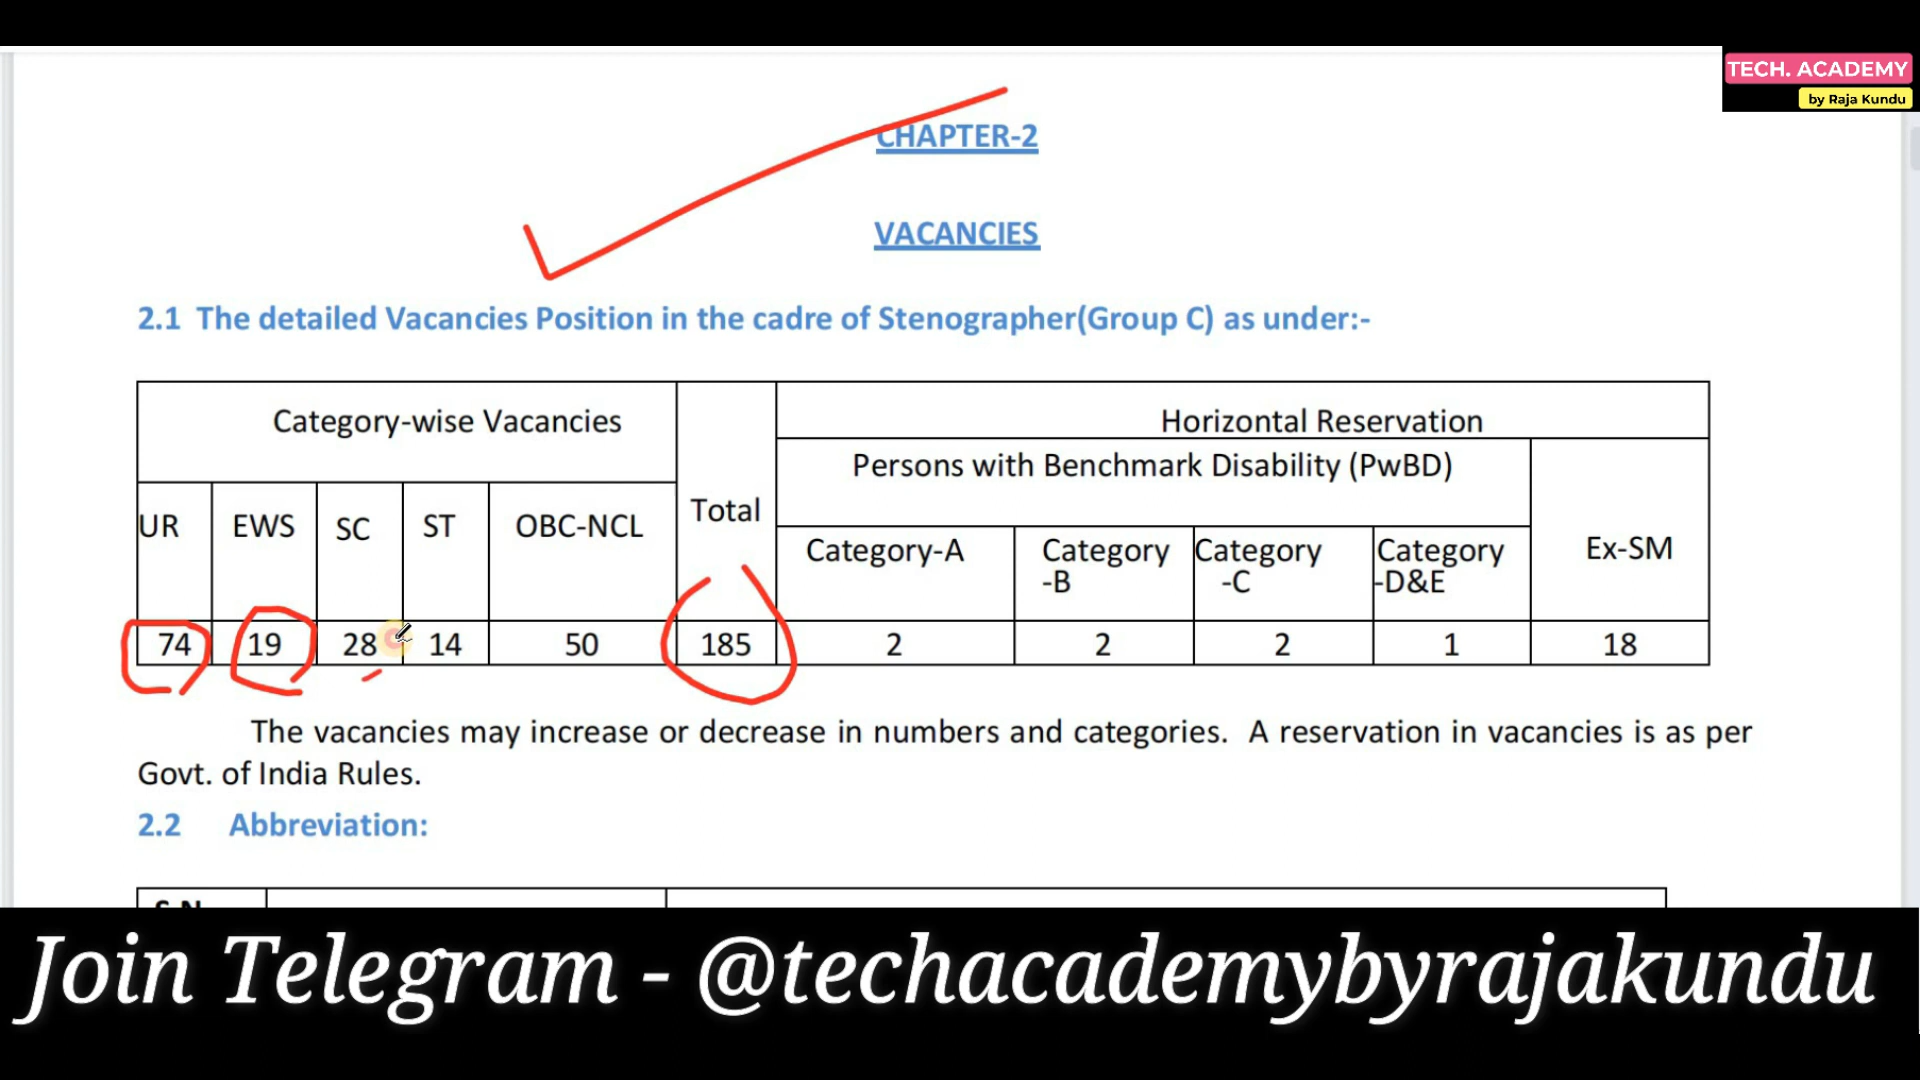 TECH. ACADEMY
by Raja Kundu
CHAPTER-2
VACANCIES
2.1 The detailed Vacancies Position in the cadre of Stenographer(Group C) as under:-
Category-wise Vacancies
Total
Horizontal Reservation
Persons with Benchmark Disability (PwBD)
Ex-SM
UR EWS SC ST OBC-NCL
Category-A
Category
-B
Category
-C
Category
-D&E
74 19 28 14 50 185 2 2 2 1 18
The vacancies may increase or decrease in numbers and categories. A reservation in vacancies is as per
Govt. of India Rules.
2.2 Abbreviation:
Join Telegram - @techacademybyrajakundu